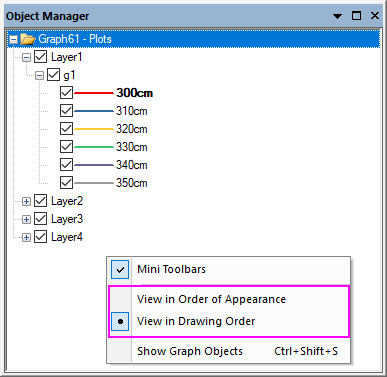 Object Manager
Graph61 - Plots
Layer1
g1
300cm
310cm
320cm
330cm
340cm
350cm
Layer2
Layer3
Layer4
Mini Toolbars
View in Order of Appearance
View in Drawing Order
Show Graph Objects Ctrl+Shift+S